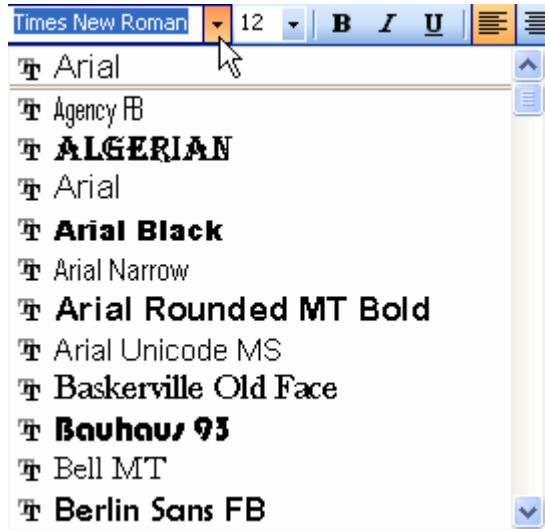 Times New Roman 12 B I U
Arial
Agency FB
ALGERIAN
Arial
Arial Black
Arial Narrow
Arial Rounded MT Bold
Arial Unicode MS
Baskerville Old Face
Bauhaus 93
Bell MT
Berlin Sans FB